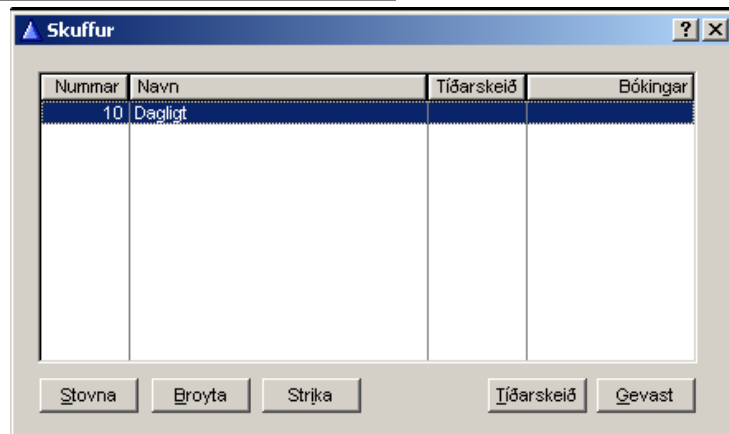 Skuffur
Nummar Navn Tíðarskeið Bókingar
10 Dagligt
Stovna Broyta Strika Tíðarskeið Gevast